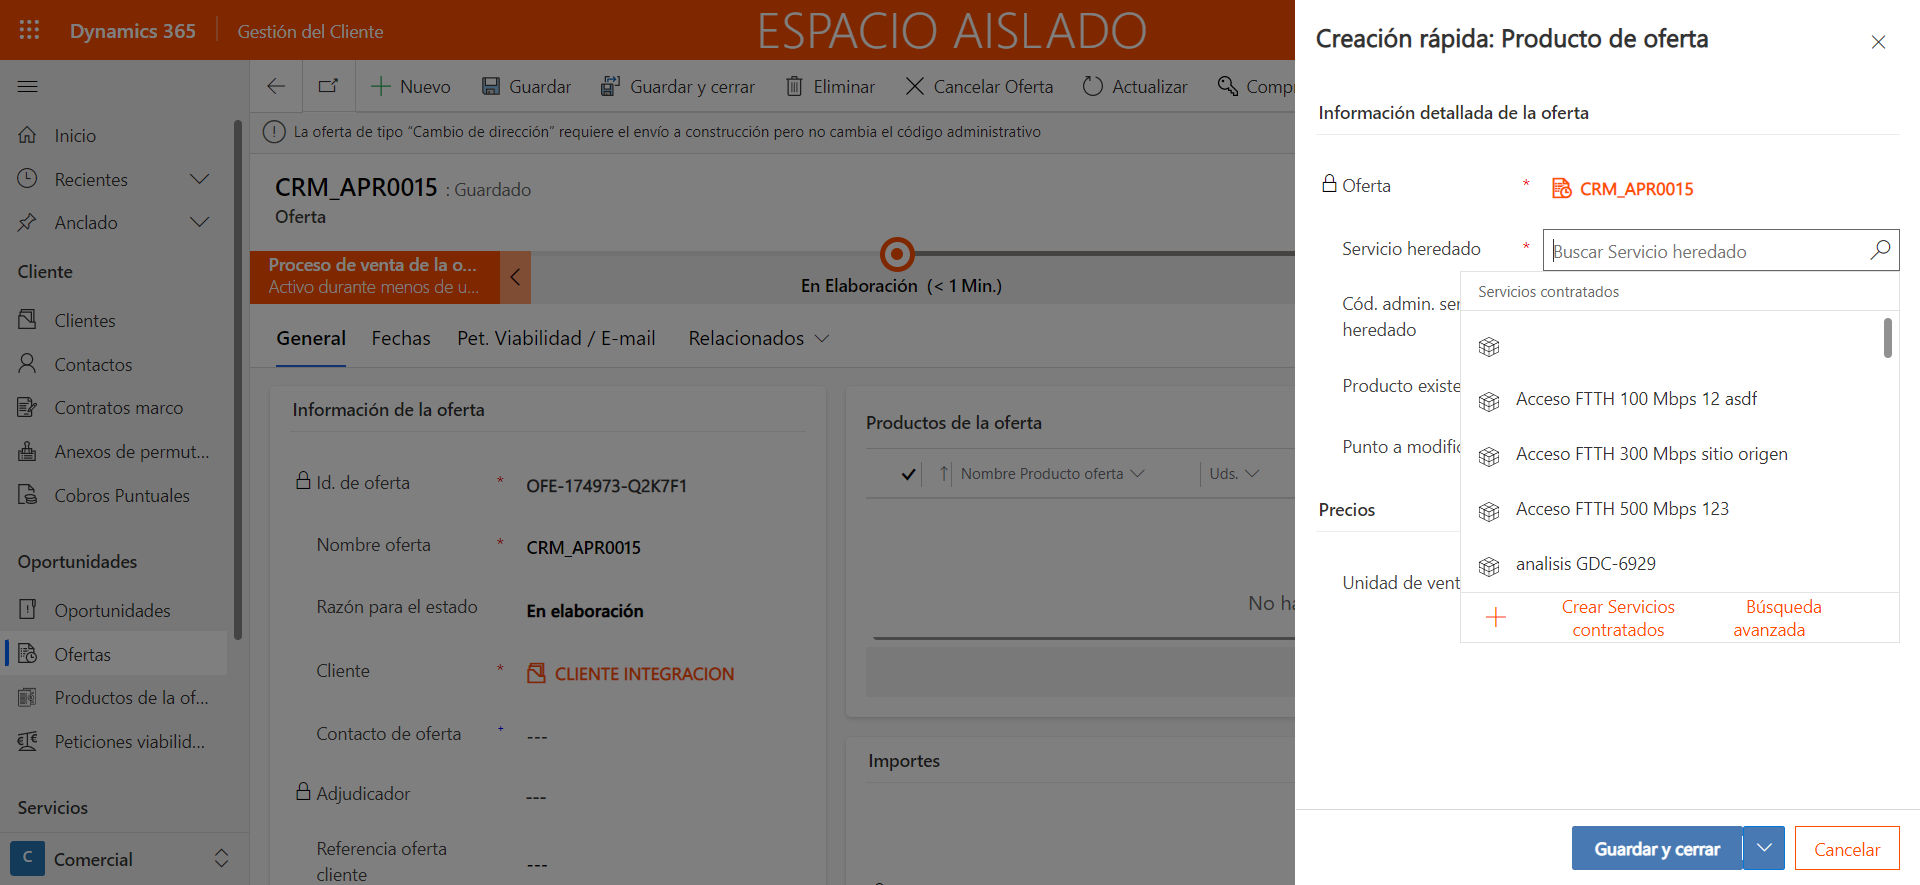 Dynamics 365
Gestión del Cliente
ESPACIO AISLADO
Nuevo
Guardar
Guardar y cerrar
Eliminar
Cancelar Oferta
Actualizar
Comp
La oferta de tipo "Cambio de dirección" requiere el envío a construcción pero no cambia el código administrativo
Inicio
Recientes
Anclado
Cliente
Clientes
Contactos
Contratos marco
Anexos de permut...
Cobros Puntuales
Oportunidades
Oportunidades
Ofertas
Productos de la of...
Peticiones viabilid...
Servicios
C
Comercial
CRM_APR0015 : Guardado
Oferta
Proceso de venta de la o...
Activo durante menos de u...
En Elaboración (< 1 Min.)
General
Fechas
Pet. Viabilidad / E-mail
Relacionados
Información de la oferta
Id. de oferta * OFE-174973-Q2K7F1
Nombre oferta * CRM_APR0015
Razón para el estado En elaboración
Cliente * CLIENTE INTEGRACION
Contacto de oferta + ---
Adjudicador ---
Referencia oferta
cliente ---
Productos de la oferta
Nombre Producto oferta
Uds.
No ha
Importes
Creación rápida: Producto de oferta
Información detallada de la oferta
Oferta * CRM_APR0015
Servicio heredado * Buscar Servicio heredado
Cód. admin. ser
heredado
Producto existe
Punto a modific
Precios
Unidad de vent
Servicios contratados
Acceso FTTH 100 Mbps 12 asdf
Acceso FTTH 300 Mbps sitio origen
Acceso FTTH 500 Mbps 123
analisis GDC-6929
Crear Servicios
contratados
Búsqueda
avanzada
Guardar y cerrar
Cancelar